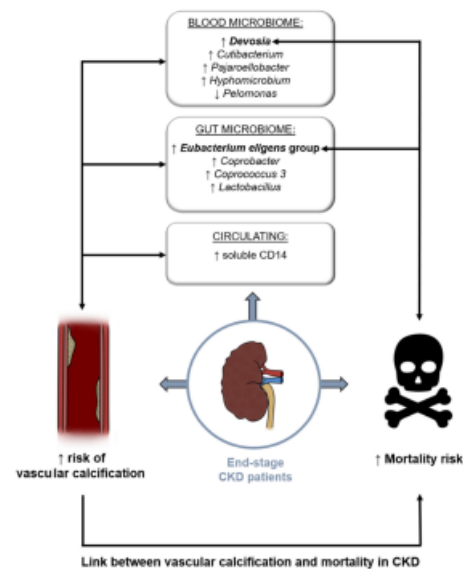 BLOOD MICROBIOME:
↑ Devosia
↑ Cutibacterium
↑ Pajaroellobacter
↑ Hyphomicrobium
↓ Pelomonas
GUT MICROBIOME:
↑ Eubacterium eligens group
↑ Coprobacter
↑ Coprococcus 3
↑ Lactobacillus
CIRCULATING:
↑ soluble CD14
↑ risk of
vascular calcification
End-stage
CKD patients
↑ Mortality risk
Link between vascular calcification and mortality in CKD